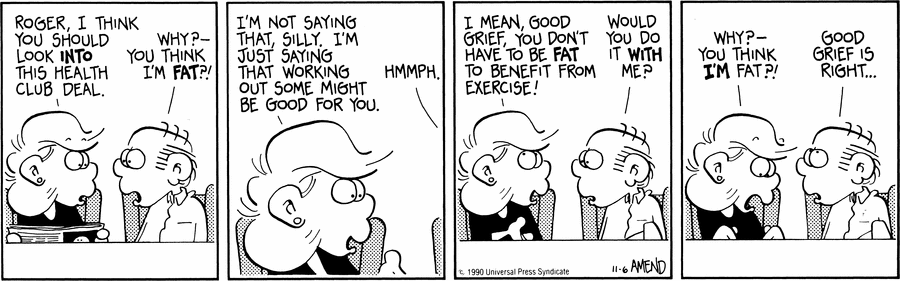 ROGER, I THINK
YOU SHOULD
LOOK INTO
THIS HEALTH
CLUB DEAL.
WHY?–
YOU THINK
I'M FAT?!
I'M NOT SAYING
THAT, SILLY. I'M
JUST SAYING
THAT WORKING
OUT SOME MIGHT
BE GOOD FOR YOU.
HMMPH.
I MEAN, GOOD
GRIEF, YOU DON'T
HAVE TO BE FAT
TO BENEFIT FROM
EXERCISE!
WOULD
YOU DO
IT WITH
ME?
© 1990 Universal Press Syndicate
11-6 AMEND
WHY?–
YOU THINK
I'M FAT?!
GOOD
GRIEF IS
RIGHT...